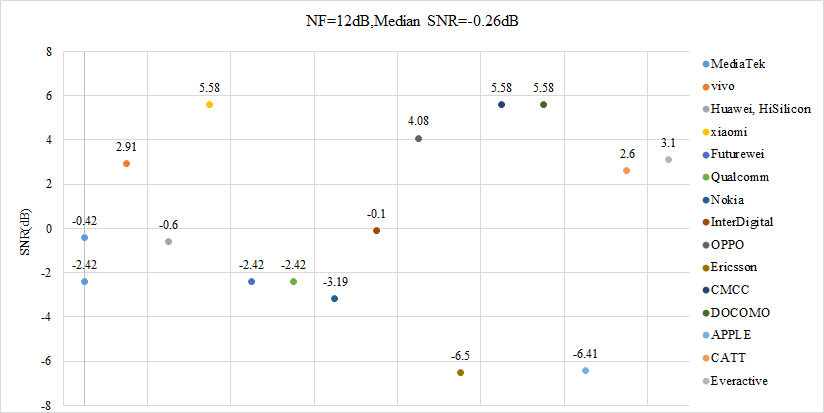 NF=12dB,Median SNR=-0.26dB
8
6
4
2
0
-2
-4
-6
-8
SNR(dB)
-0.42
-2.42
2.91
-0.6
5.58
-2.42
-2.42
-3.19
-0.1
4.08
-6.5
5.58
5.58
-6.41
2.6
3.1
MediaTek
vivo
Huawei, HiSilicon
xiaomi
Futurewei
Qualcomm
Nokia
InterDigital
OPPO
Ericsson
CMCC
DOCOMO
APPLE
CATT
Everactive